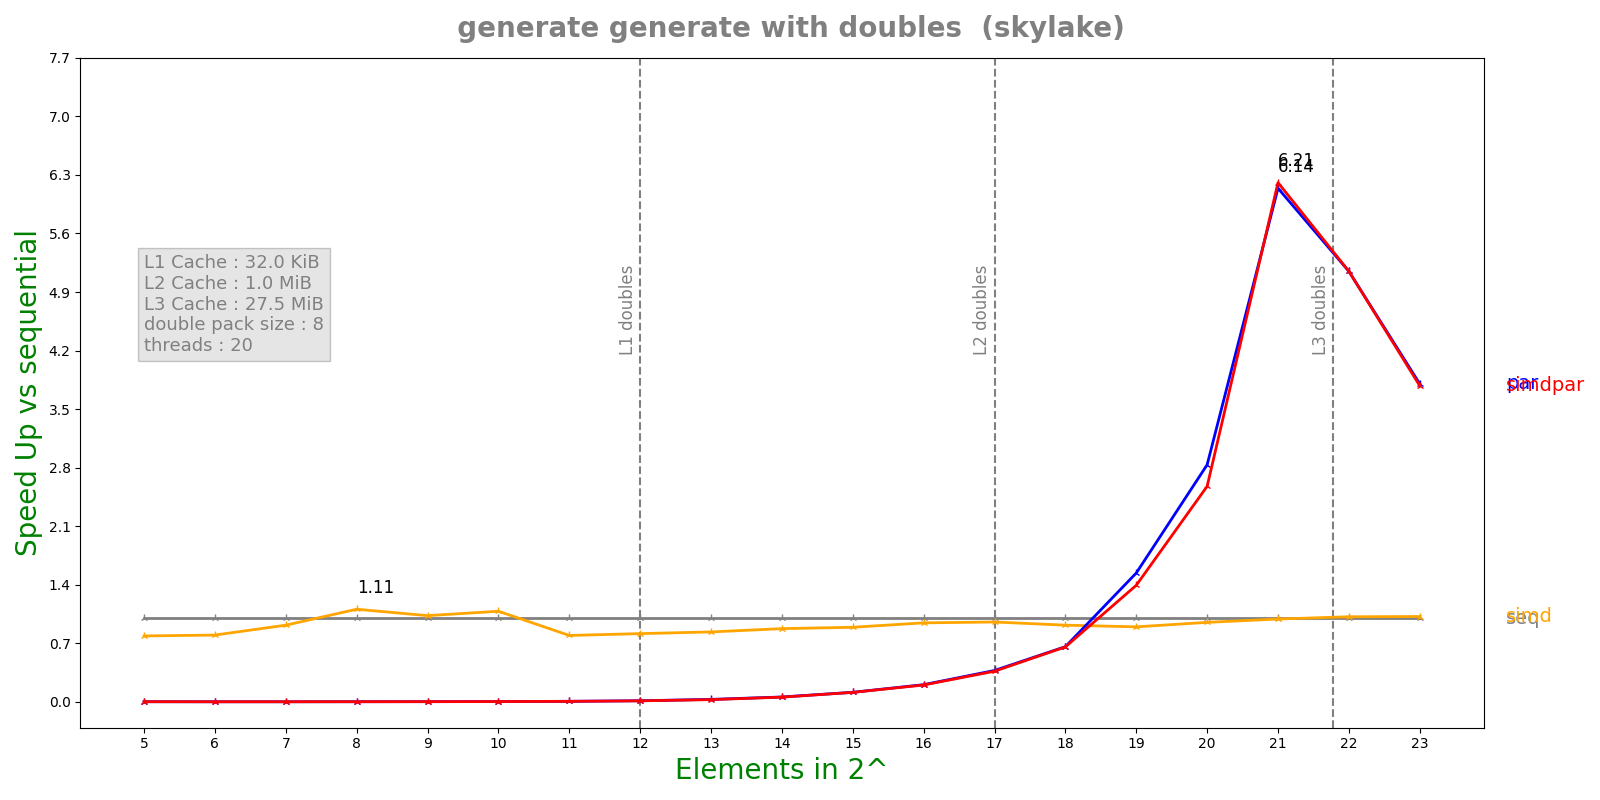 generate generate with doubles  (skylake)
Speed Up vs sequential
7.7
7.0
6.3
5.6
4.9
4.2
3.5
2.8
2.1
1.4
0.7
0.0
L1 Cache : 32.0 KiB
L2 Cache : 1.0 MiB
L3 Cache : 27.5 MiB
double pack size : 8
threads : 20
L1 doubles
L2 doubles
L3 doubles
1.11
6.21
6.14
par
simdpar
simd
seq
5 6 7 8 9 10 11 12 13 14 15 16 17 18 19 20 21 22 23
Elements in 2^